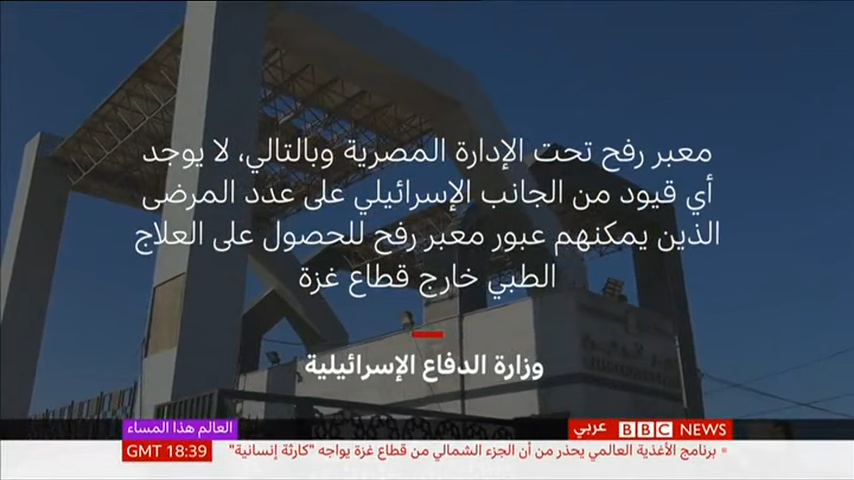 معبر رفح تحت الإدارة المصرية وبالتالي، لا يوجد
أي قيود من الجانب الإسرائيلي على عدد المرضى
الذين يمكنهم عبور معبر رفح للحصول على العلاج
الطبي خارج قطاع غزة
وزارة الدفاع الإسرائيلية
العالم هذا المساء
BBC NEWS عربي
GMT 18:39
برنامج الأغذية العالمي يحذر من أن الجزء الشمالي من قطاع غزة يواجه "كارثة إنسانية"